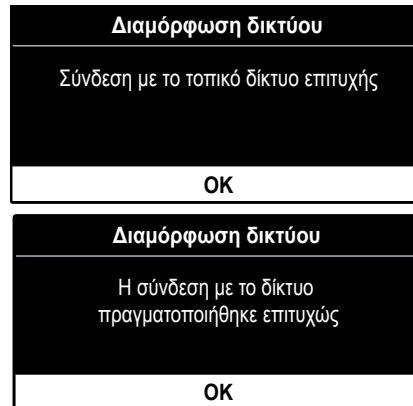 Διαμόρφωση δικτύου
Σύνδεση με το τοπικό δίκτυο επιτυχής
OK
Διαμόρφωση δικτύου
Η σύνδεση με το δίκτυο
πραγματοποιήθηκε επιτυχώς
OK